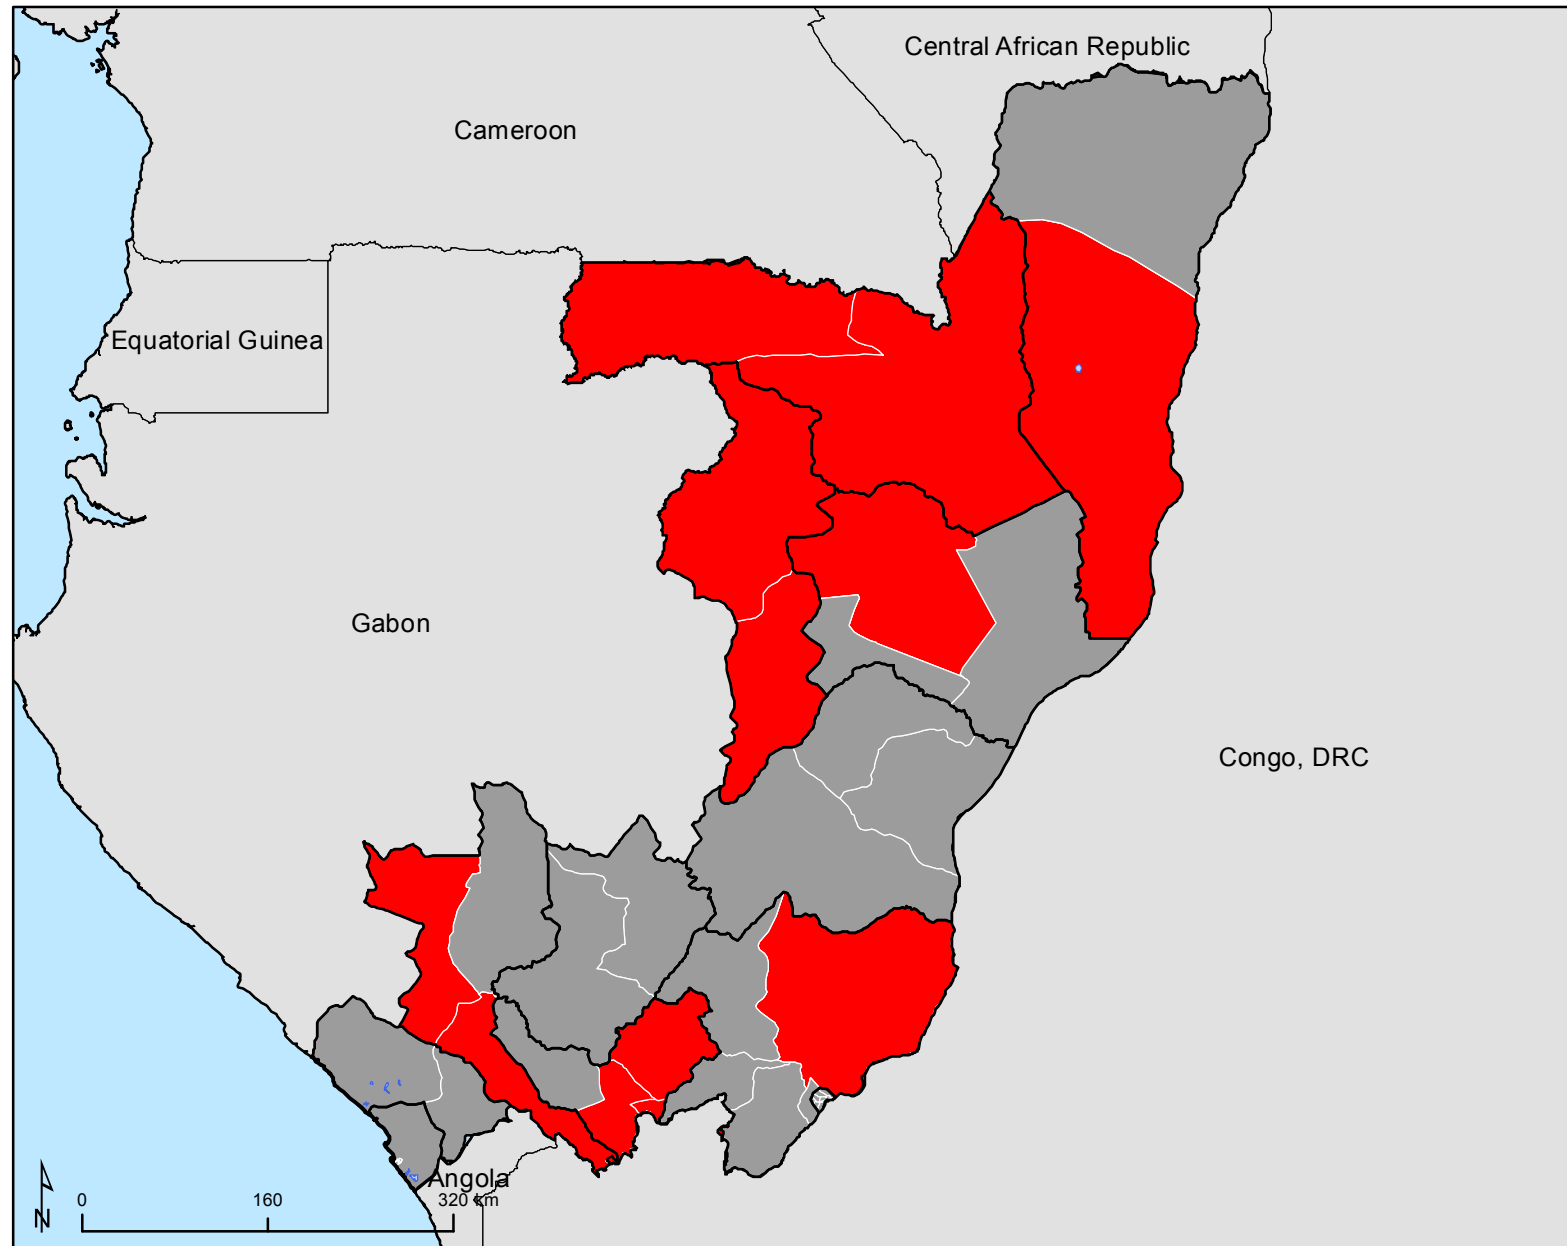 Central African Republic
Cameroon
Equatorial Guinea
Gabon
Congo, DRC
Angola
0 160 320 km
N